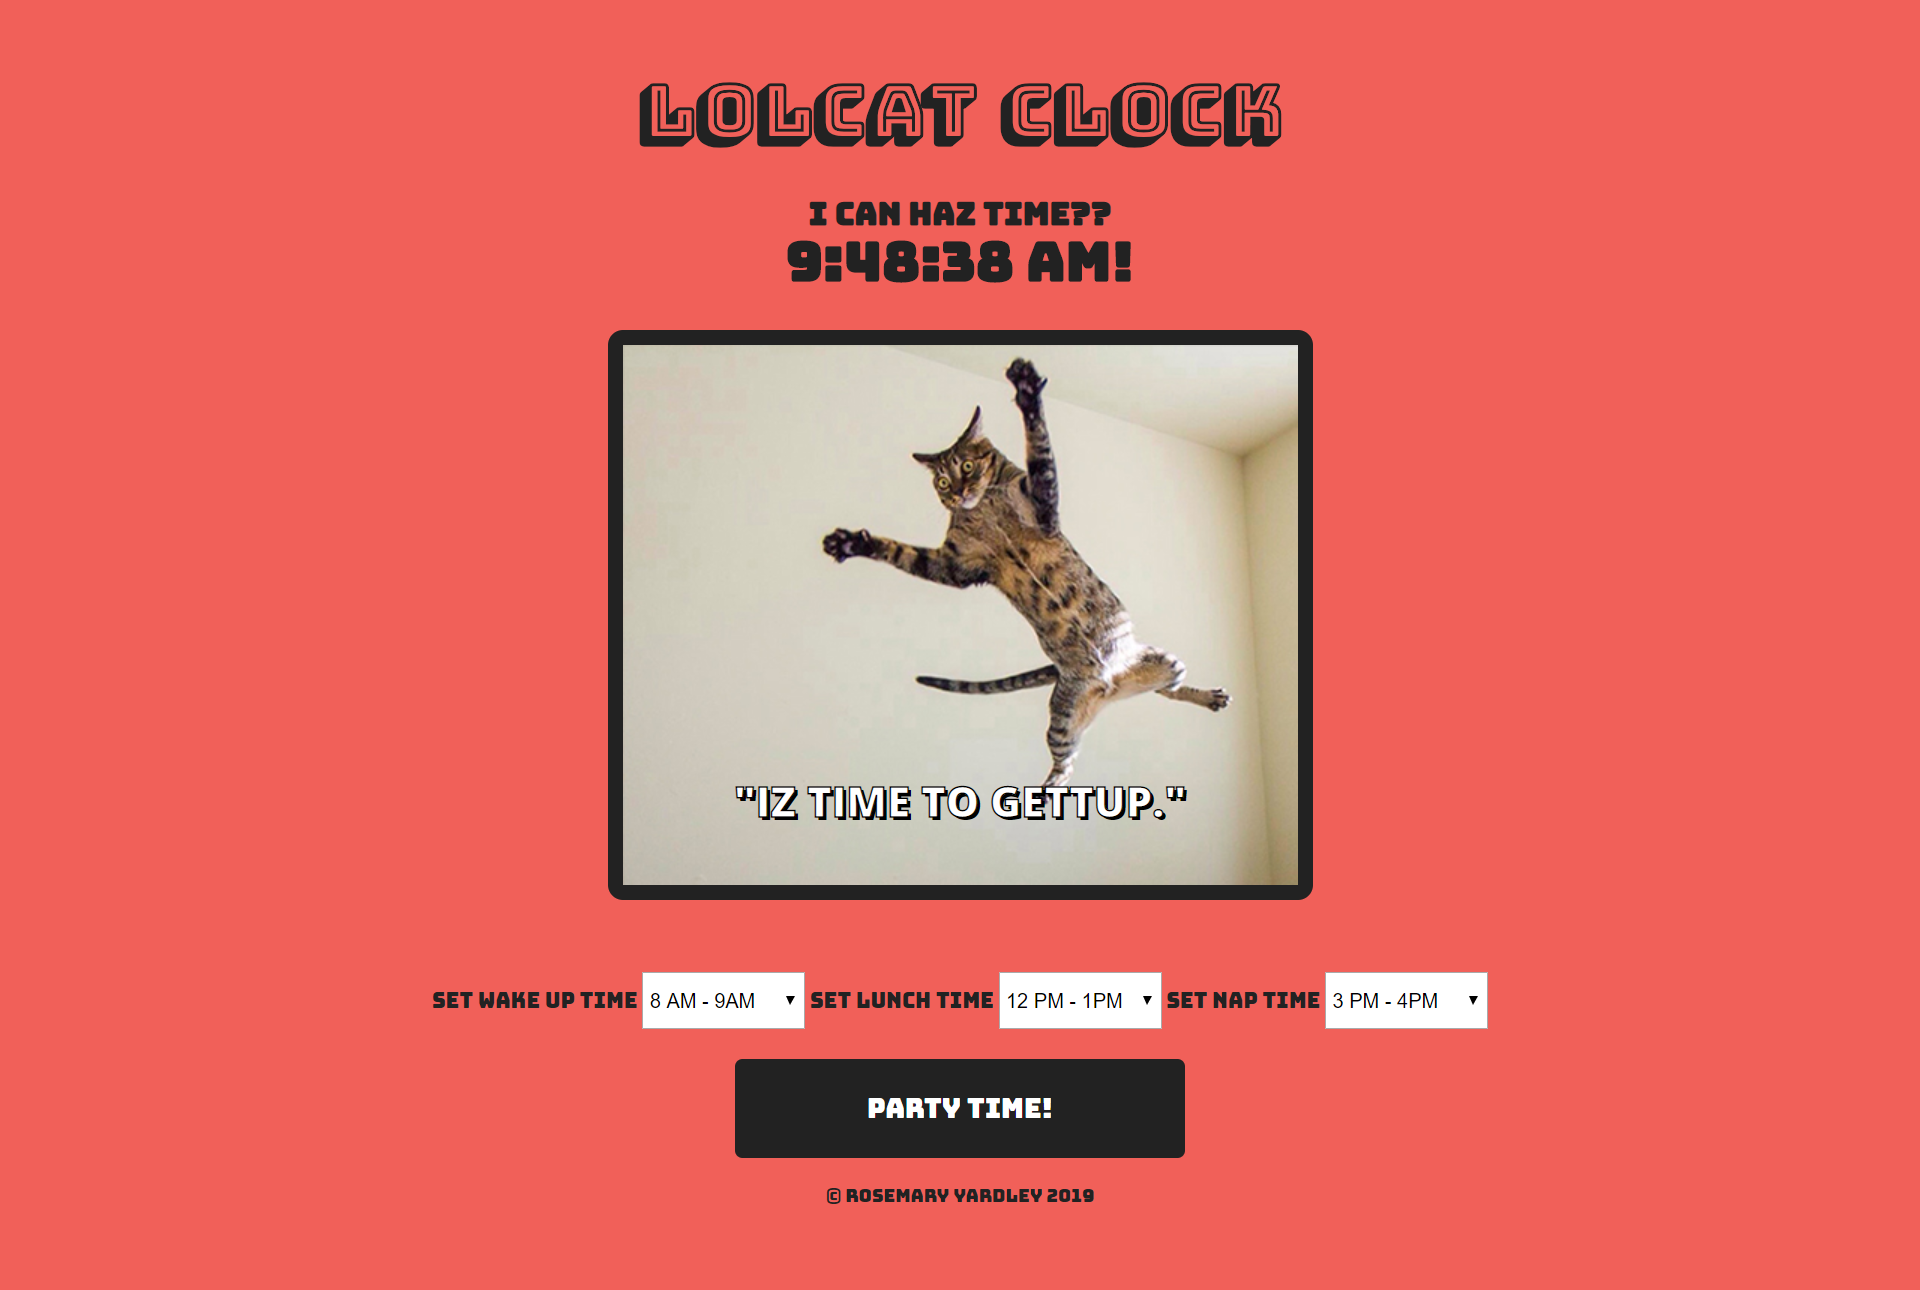 LOLCAT CLOCK
I CAN HAZ TIME??
9:48:38 AM!
"IZ TIME TO GETTUP."
SET WAKE UP TIME 8 AM - 9AM SET LUNCH TIME 12 PM - 1PM SET NAP TIME 3 PM - 4PM
PARTY TIME!
© ROSEMARY YARDLEY 2019